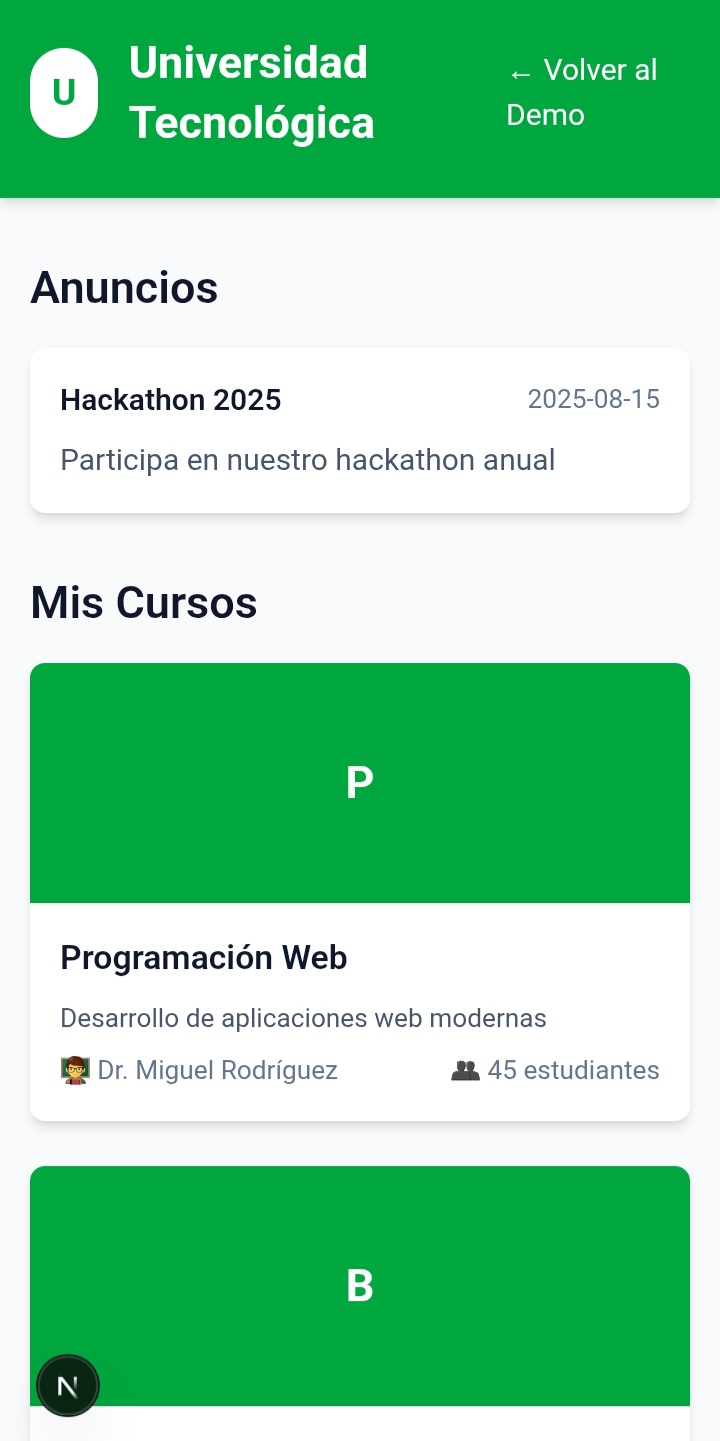 U
Universidad
Tecnológica
← Volver al
Demo
Anuncios
Hackathon 2025
2025-08-15
Participa en nuestro hackathon anual
Mis Cursos
P
Programación Web
Desarrollo de aplicaciones web modernas
Dr. Miguel Rodríguez
45 estudiantes
B
N